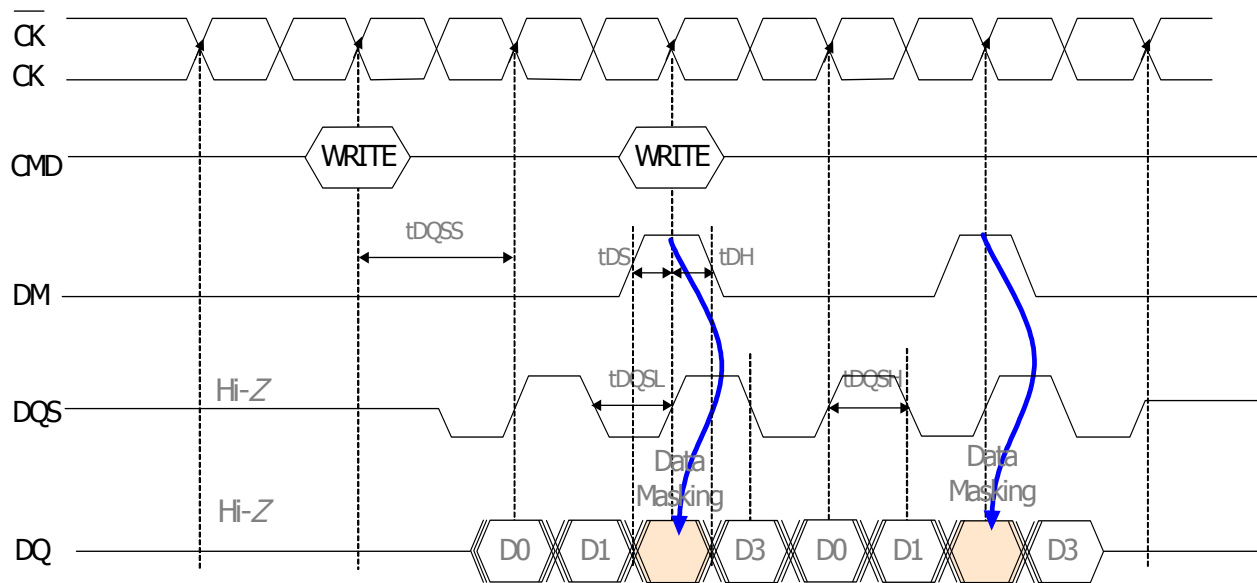 CK
CK
CMD
WRITE
WRITE
tDQSS
tDS
tDH
DM
Hi-Z
tDQSL
tDQSH
DQS
Data
Masking
Data
Masking
Hi-Z
DQ
D0
D1
D3
D0
D1
D3